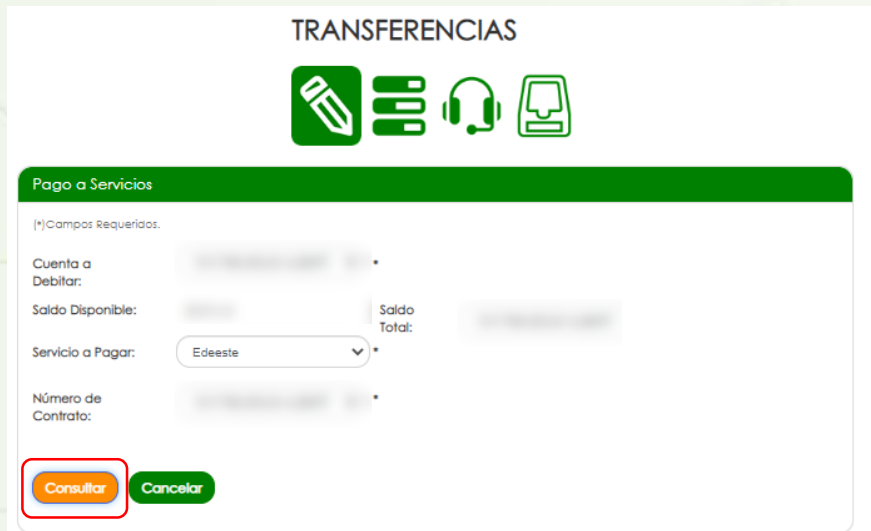 TRANSFERENCIAS
Pago a Servicios
(*)Campos Requeridos.
Cuenta a
Debitar:
*
Saldo Disponible:
Saldo
Total:
Servicio a Pagar:
Edeeste
*
Número de
Contrato:
*
Consultar
Cancelar